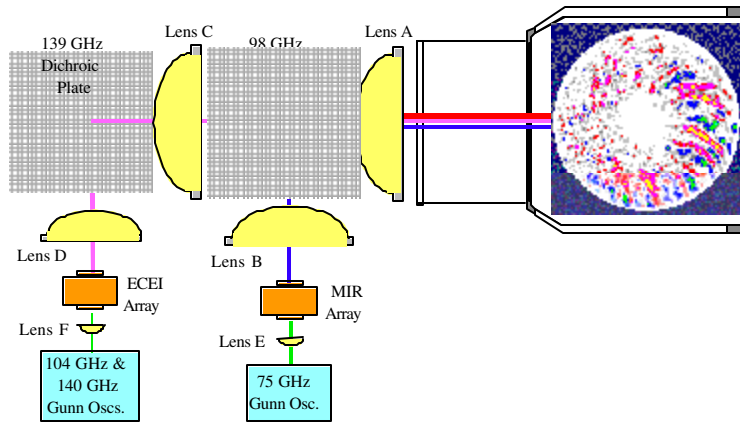 Lens C
Lens A
139 GHz
Dichroic
Plate
98 GHz
Lens D
Lens B
ECEI
Array
MIR
Array
Lens F
Lens E
104 GHz &
140 GHz
Gunn Oscs.
75 GHz
Gunn Osc.